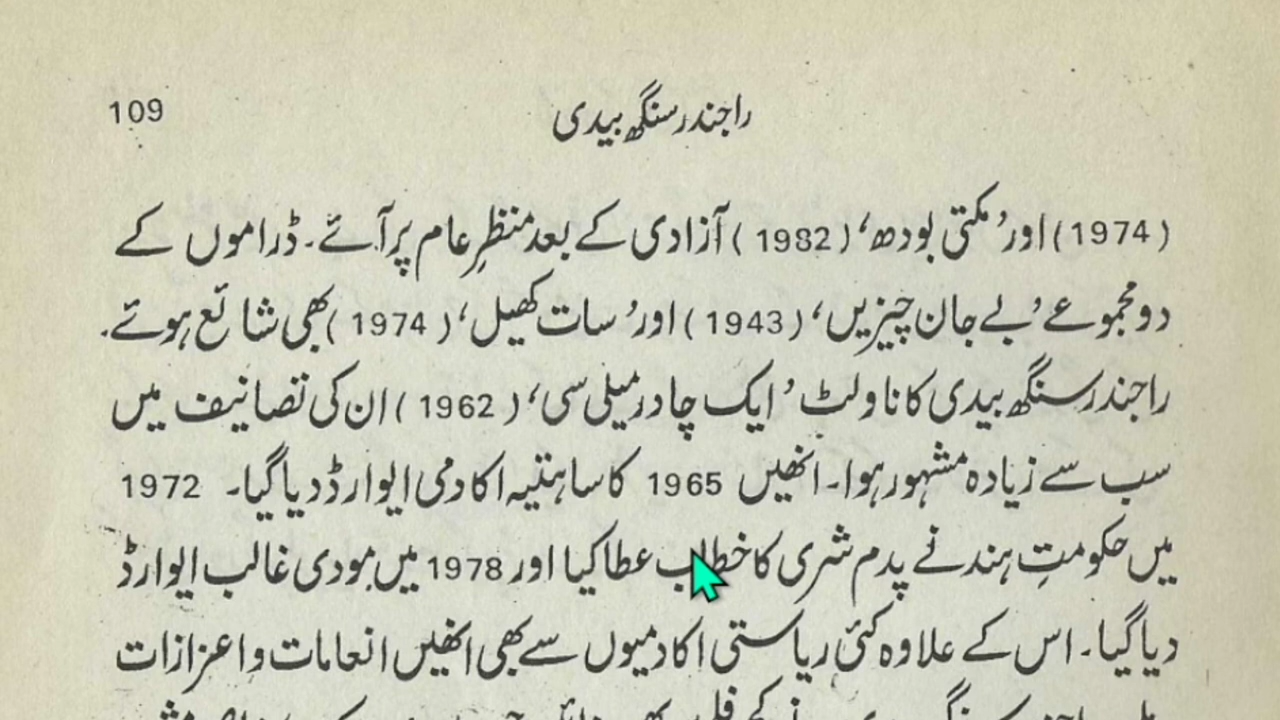 راجندر سنگھ بیدی
109
(1974) اور 'مکتی بودھ' (1982) آزادی کے بعد منظرِ عام پر آئے۔ ڈراموں کے
دو مجموعے 'بے جان چیزیں' (1943) اور 'سات کھیل' (1974) بھی شائع ہوئے۔
راجندر سنگھ بیدی کا ناولٹ 'ایک چادر میلی سی' (1962) ان کی تصانیف میں
سب سے زیادہ مشہور ہوا۔ انھیں 1965 کا ساہتیہ اکادمی ایوارڈ دیا گیا۔ 1972
میں حکومتِ ہند نے پدم شری کا خطاب عطا کیا اور 1978 میں مودی غالب ایوارڈ
دیا گیا۔ اس کے علاوہ کئی ریاستی اکادمیوں سے بھی انھیں انعامات و اعزازات